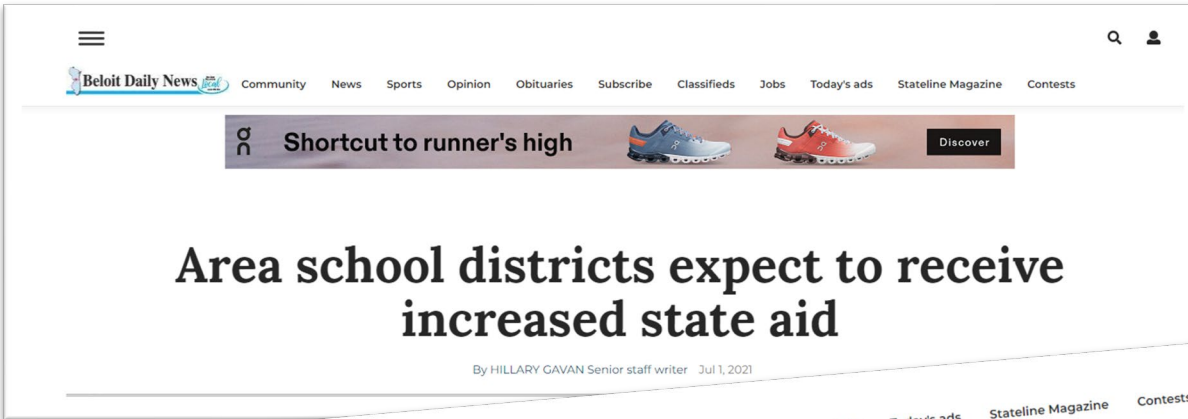 Beloit Daily News Community News Sports Opinion Obituaries Subscribe Classifieds Jobs Today's ads Stateline Magazine Contests
Shortcut to runner's high Discover
Area school districts expect to receive
increased state aid
By HILLARY GAVAN Senior staff writer Jul 1, 2021
ads Stateline Magazine Contests